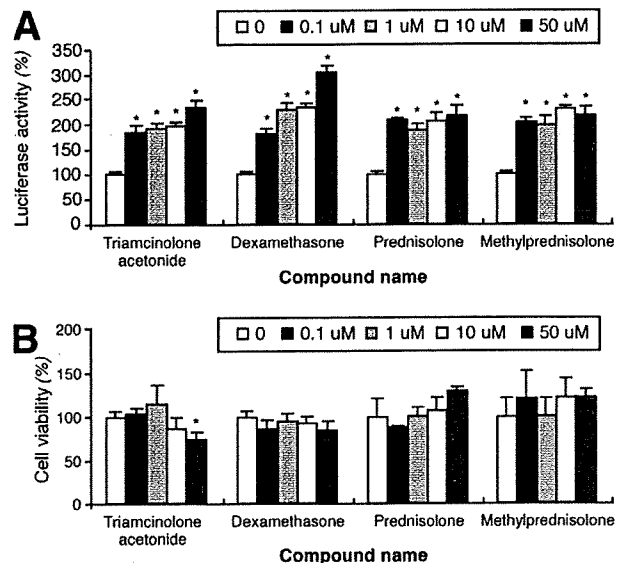 A
0 0.1 uM 1 uM 10 uM 50 uM
Luciferase activity (%)
350
300
250
200
150
100
50
0
* * * * * * * * * * * * * * * *
Triamcinolone acetonide
Dexamethasone
Prednisolone
Methylprednisolone
Compound name
B
0 0.1 uM 1 uM 10 uM 50 uM
Cell viability (%)
200
150
100
50
0
*
Triamcinolone acetonide
Dexamethasone
Prednisolone
Methylprednisolone
Compound name